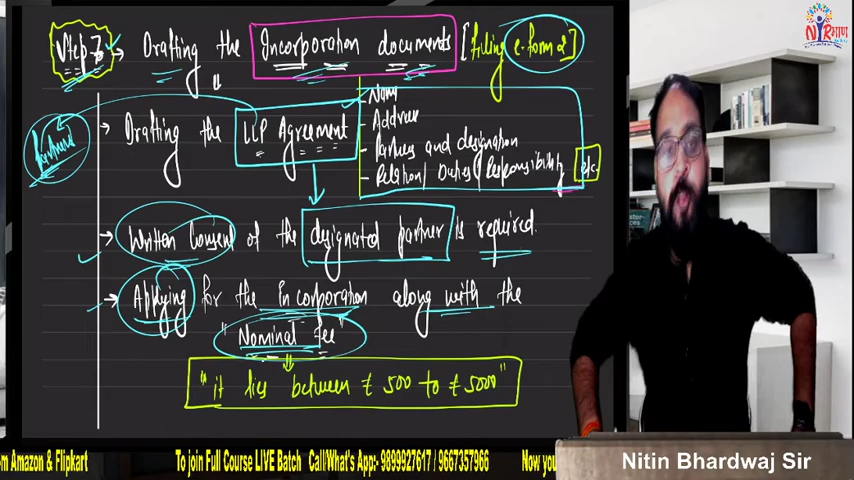 Step 3 → Drafting the Incorporation documents [filing e-form 2]
→ Drafting the LLP Agreement
- Name
- Address
- Partners and designation
- Relation/ Duties/ Responsibility etc.
→ Written Consent of the designated partner is required.
→ Applying for the Incorporation along with the
"Nominal Fee"
"it lies between ₹ 500 to ₹ 5000"
NIRмाण
om Amazon & Flipkart To join Full Course LIVE Batch Call/What's App:- 9899927617 / 9667357966 Now you
Nitin Bhardwaj Sir